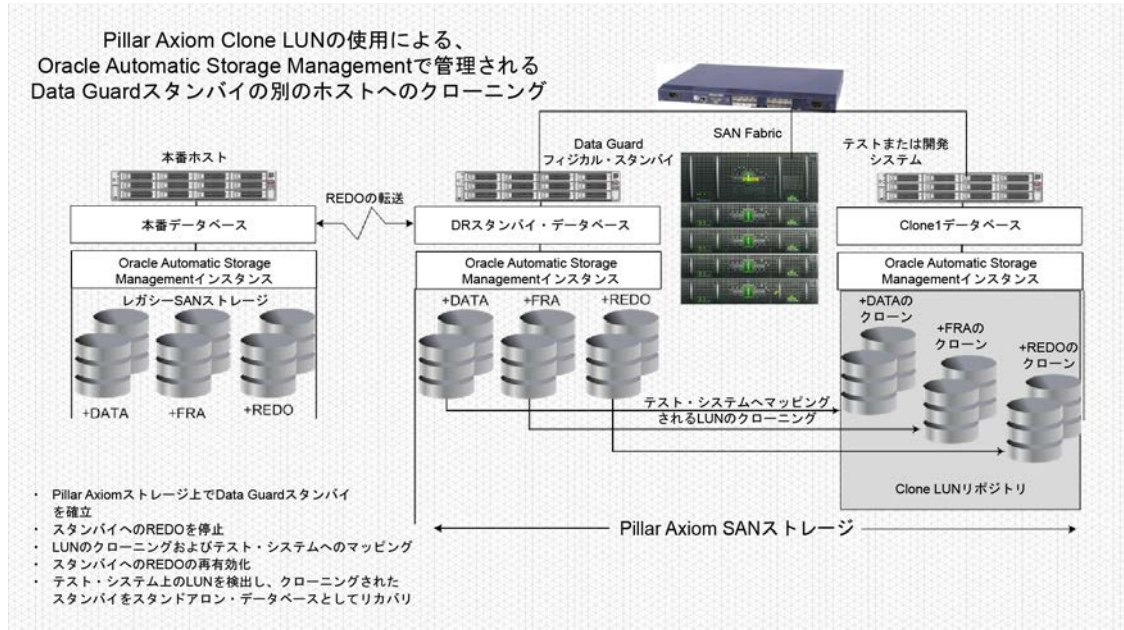 Pillar Axiom Clone LUNの使用による、
Oracle Automatic Storage Managementで管理される
Data Guardスタンバイの別のホストへのクローニング
SAN Fabric
本番ホスト
Data Guard
フィジカル・スタンバイ
テストまたは開発
システム
REDOの転送
本番データベース
DRスタンバイ・データベース
Clone1データベース
Oracle Automatic Storage
Managementインスタンス
Oracle Automatic Storage
Managementインスタンス
Oracle Automatic Storage
Managementインスタンス
レガシーSANストレージ
+DATA
+FRA
+REDO
+DATA
+FRA
+REDO
+DATAの
クローン
+FRAの
クローン
+REDOの
クローン
テスト・システムへマッピング
されるLUNのクローニング
Clone LUNリポジトリ
Pillar Axiom SANストレージ
・ Pillar Axiomストレージ上でData Guardスタンバイ
を確立
・ スタンバイへのREDOを停止
・ LUNのクローニングおよびテスト・システムへのマッピング
・ スタンバイへのREDOの再有効化
・ テスト・システム上のLUNを検出し、クローニングされた
スタンバイをスタンドアロン・データベースとしてリカバリ